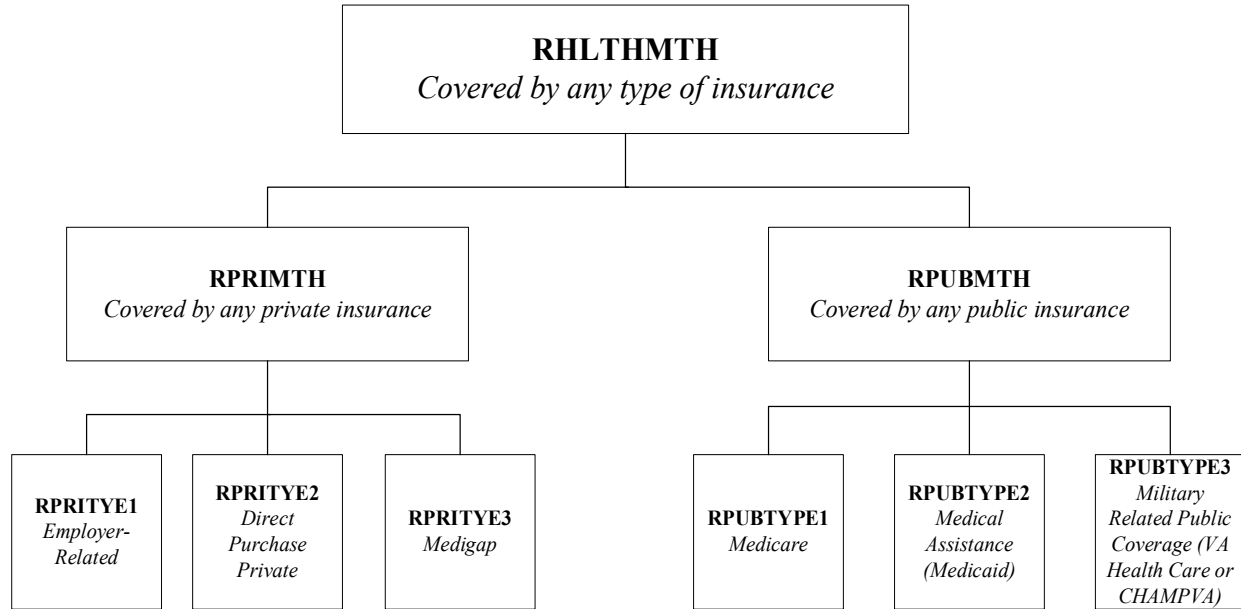 RHLTHMTH
Covered by any type of insurance
RPRIMTH
Covered by any private insurance
RPUBMTH
Covered by any public insurance
RPRITYE1
Employer-
Related
RPRITYE2
Direct
Purchase
Private
RPRITYE3
Medigap
RPUBTYPE1
Medicare
RPUBTYPE2
Medical
Assistance
(Medicaid)
RPUBTYPE3
Military
Related Public
Coverage (VA
Health Care or
CHAMPVA)